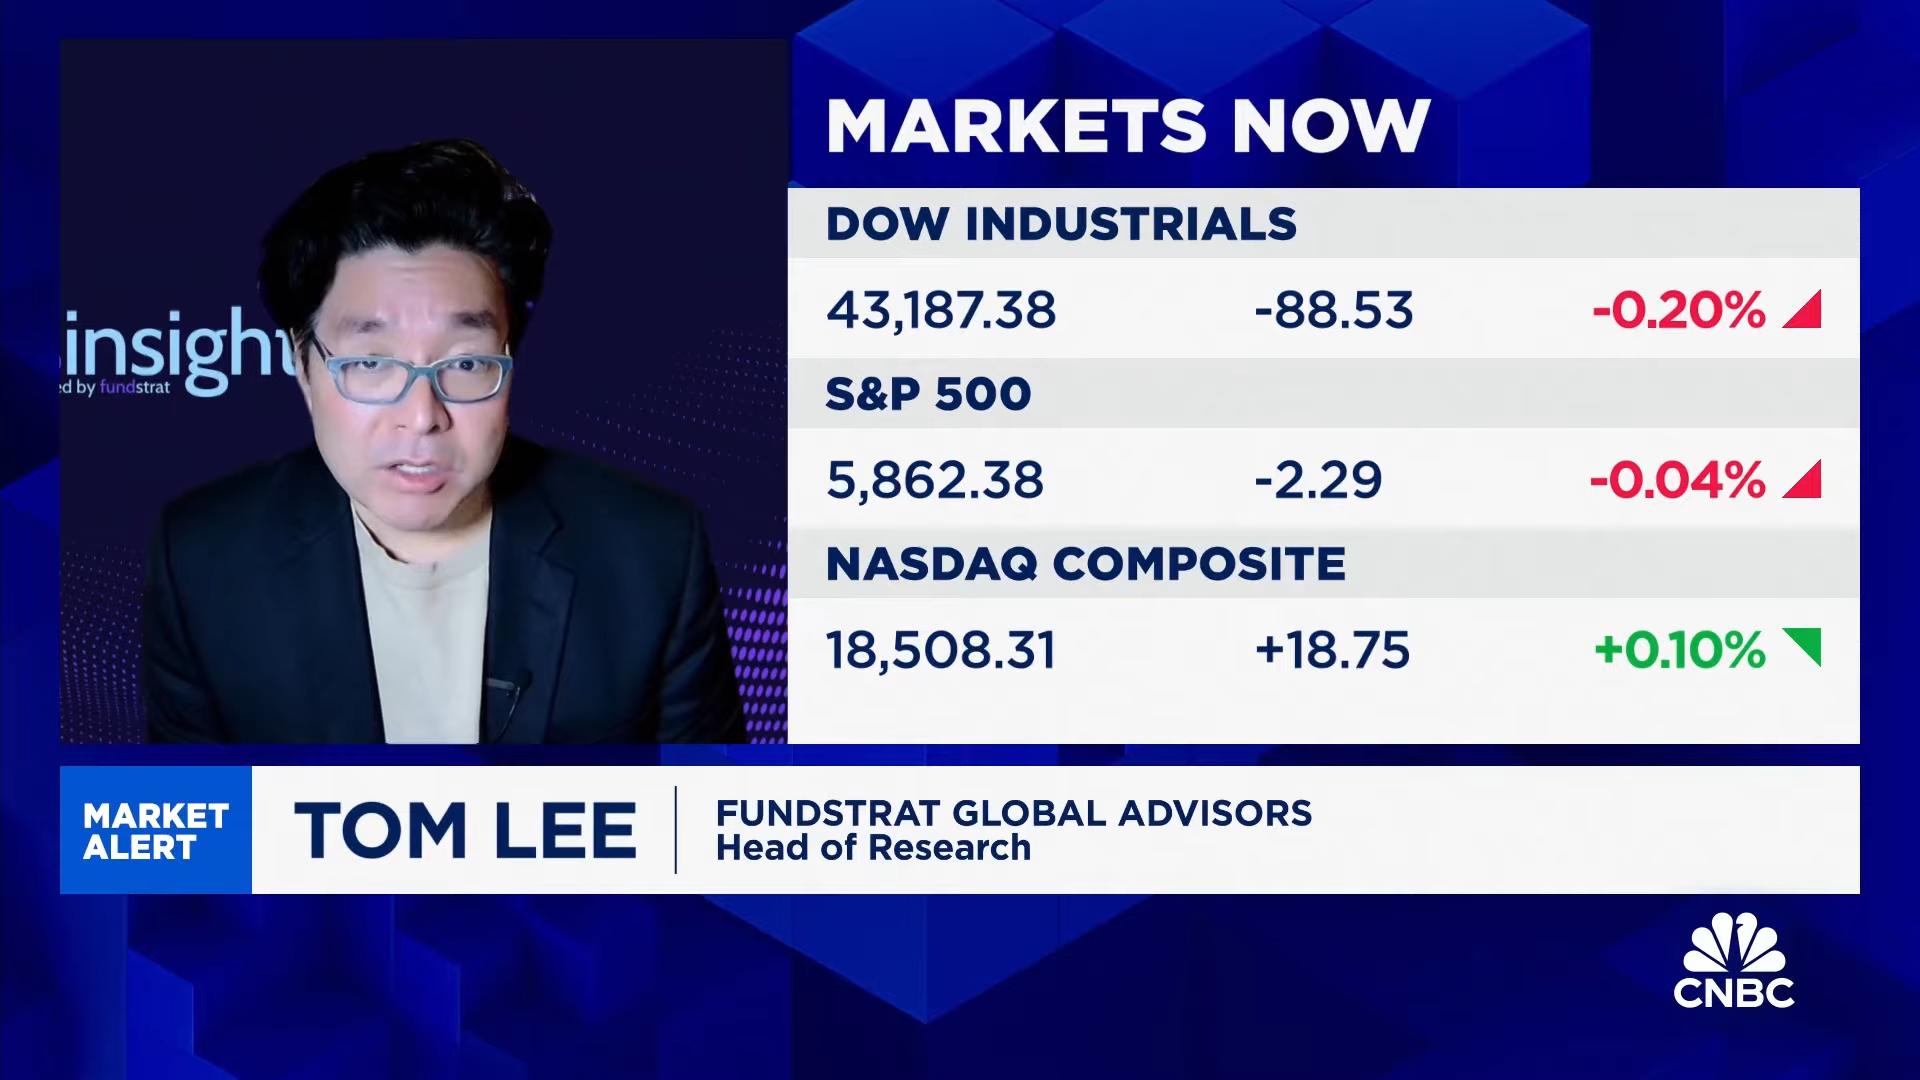 insight
ed by fundstrat
MARKETS NOW
DOW INDUSTRIALS
43,187.38 -88.53 -0.20%
S&P 500
5,862.38 -2.29 -0.04%
NASDAQ COMPOSITE
18,508.31 +18.75 +0.10%
MARKET
ALERT
TOM LEE
FUNDSTRAT GLOBAL ADVISORS
Head of Research
CNBC